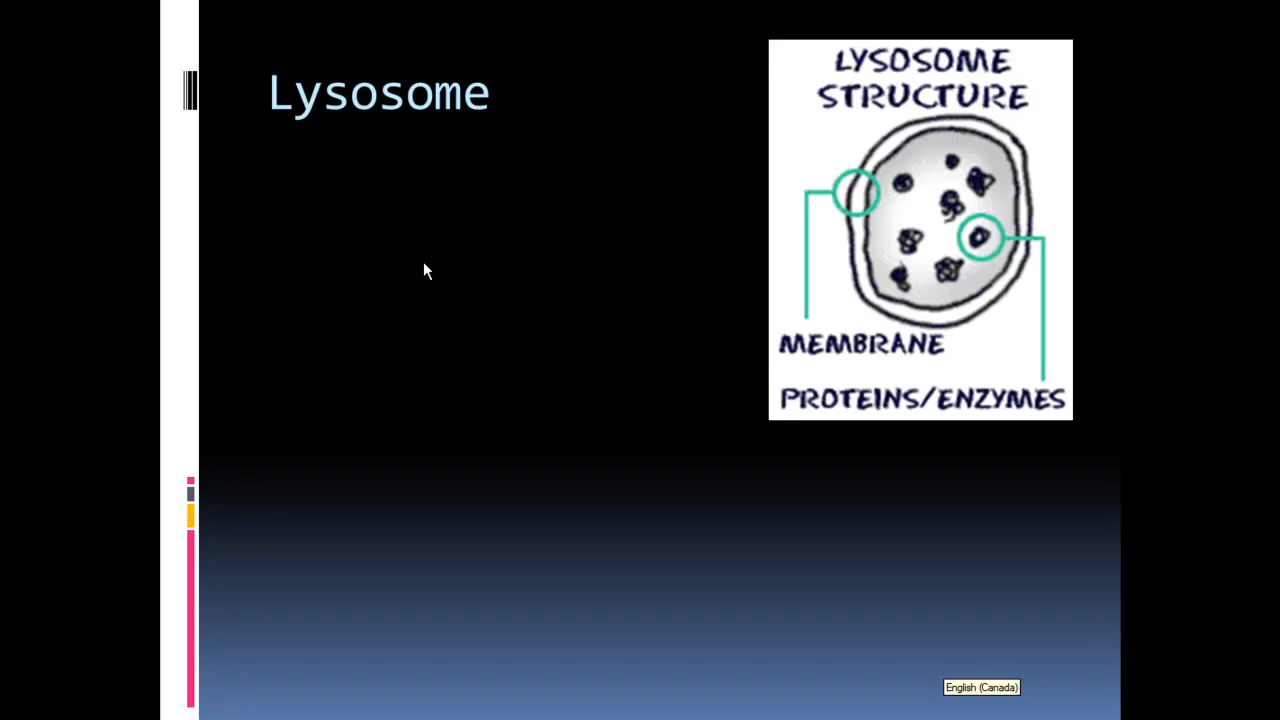 Lysosome
LYSOSOME
STRUCTURE
MEMBRANE
PROTEINS/ENZYMES
English (Canada)